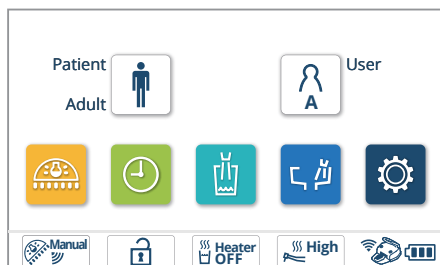 Patient
Adult
User
A
Manual
Heater
OFF
High